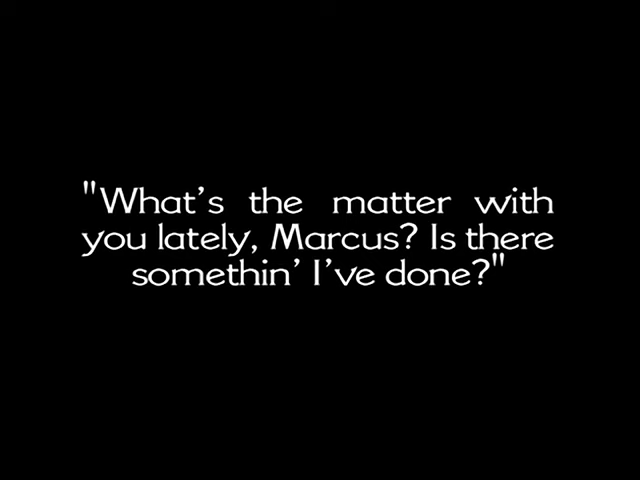 "What's the matter with
you lately, Marcus? Is there
somethin' I've done?"